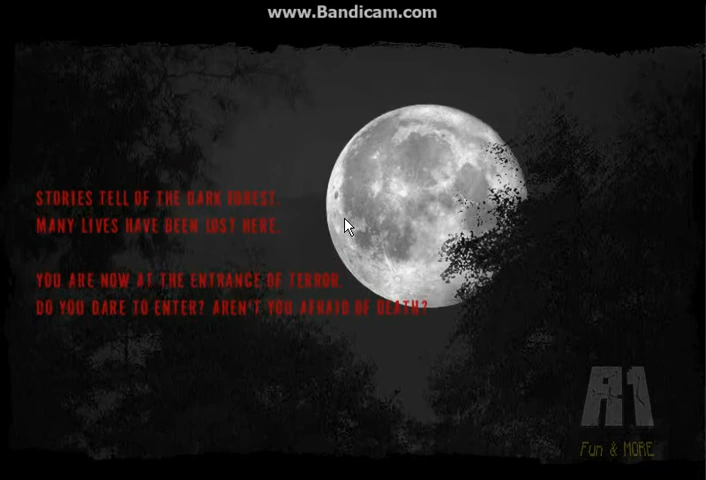 www.Bandicam.com
STORIES TELL OF THE DARK FOREST.
MANY LIVES HAVE BEEN LOST HERE.
YOU ARE NOW AT THE ENTRANCE OF TERROR.
DO YOU DARE TO ENTER? AREN'T YOU AFRAID OF DEATH?
A1
Fun & MORE